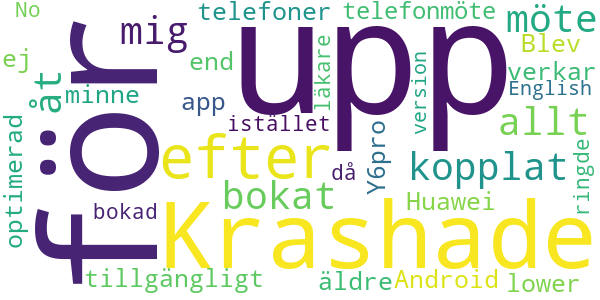 No
telefoner
telefonmöte
möte
mig
upp
Blev
ej
end
läkare
version
verkar
åt
minne
app
English
för
istället
allt
optimerad
efter
då
Y6pro
kopplat
ringde
bokat
bokad
Krashade
Huawei
tillgängligt
äldre
Android
lower